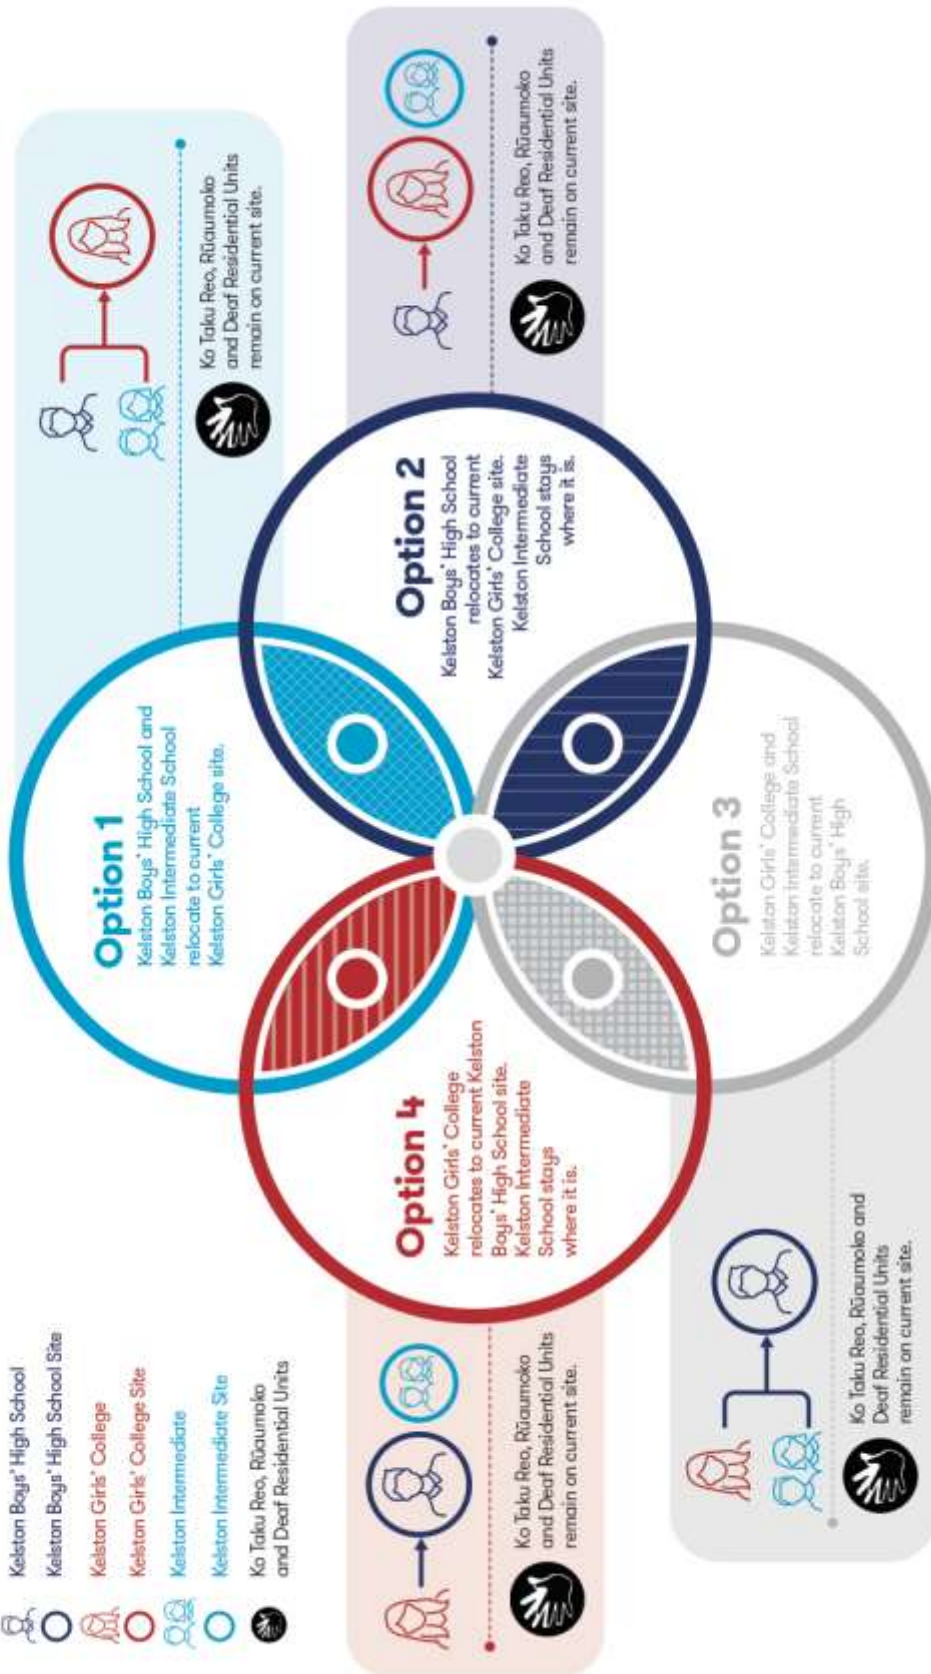 Kelston Boys' High School
Kelston Boys' High School Site
Kelston Girls' College
Kelston Girls' College Site
Kelston Intermediate
Kelston Intermediate Site
Ko Taku Reo, Rūaumoko
and Deaf Residential Units
Option 1
Kelston Boys' High School and
Kelston Intermediate School
relocate to current
Kelston Girls' College site.
Ko Taku Reo, Rūaumoko
and Deaf Residential Units
remain on current site.
Option 2
Kelston Boys' High School
relocates to current
Kelston Girls' College site.
Kelston Intermediate
School stays
where it is.
Ko Taku Reo, Rūaumoko
and Deaf Residential Units
remain on current site.
Option 3
Kelston Girls' College and
Kelston Intermediate School
relocate to current
Kelston Boys' High
School site.
Ko Taku Reo, Rūaumoko and
Deaf Residential Units
remain on current site.
Option 4
Kelston Girls' College
relocates to current Kelston
Boys' High School site.
Kelston Intermediate
School stays
where it is.
Ko Taku Reo, Rūaumoko
and Deaf Residential Units
remain on current site.